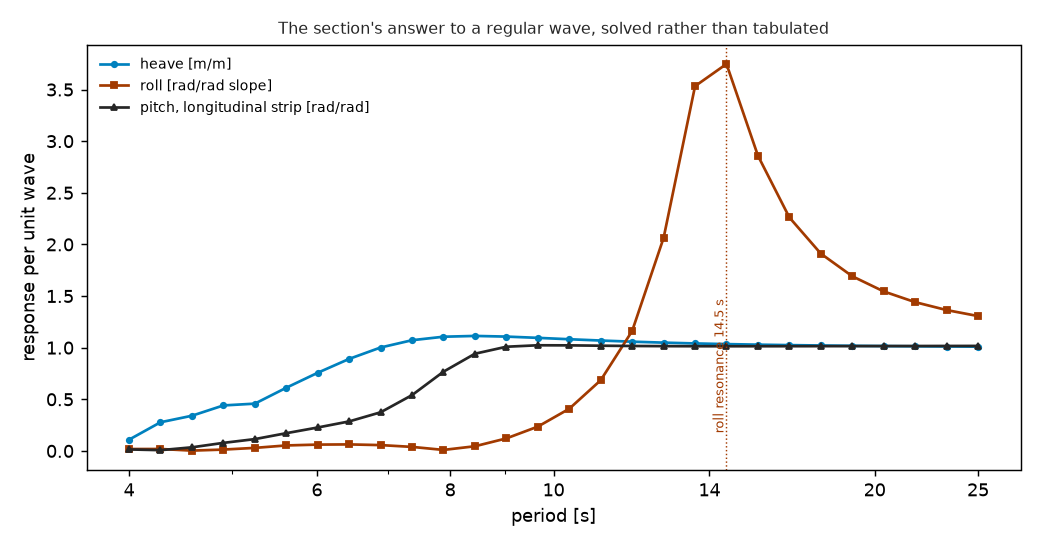 The section's answer to a regular wave, solved rather than tabulated
heave [m/m]
roll [rad/rad slope]
pitch, longitudinal strip [rad/rad]
response per unit wave
3.5
3.0
2.5
2.0
1.5
1.0
0.5
0.0
roll resonance 14.5 s
4
6
8
10
14
20
25
period [s]